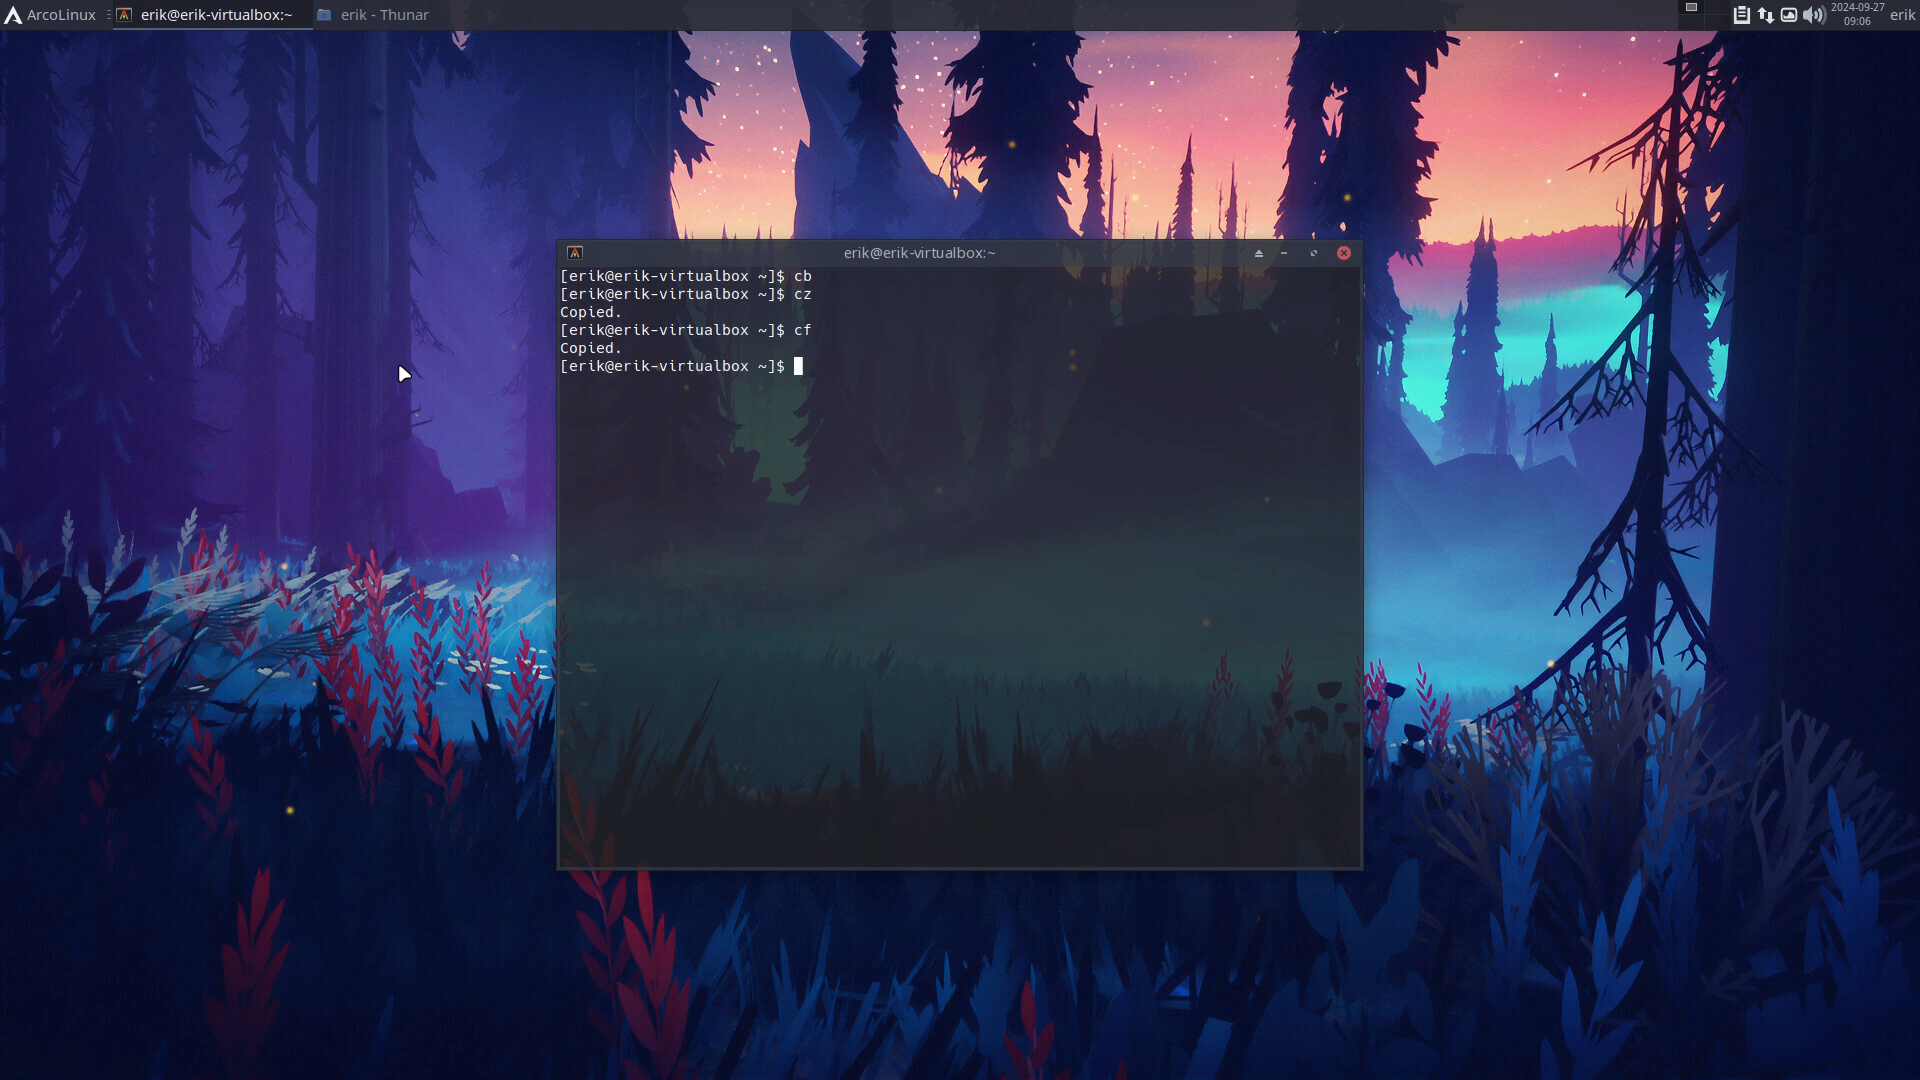 ArcoLinux
erik@erik-virtualbox:~
erik - Thunar
2024-09-27
09:06
erik
erik@erik-virtualbox:~
[erik@erik-virtualbox ~]$ cb
[erik@erik-virtualbox ~]$ cz
Copied.
[erik@erik-virtualbox ~]$ cf
Copied.
[erik@erik-virtualbox ~]$